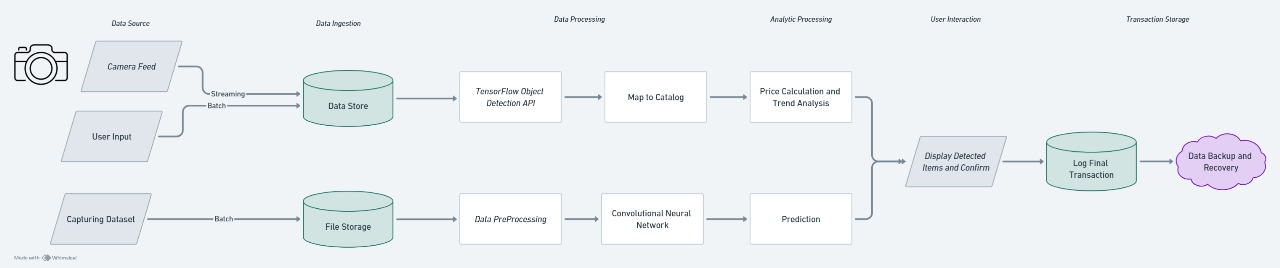 Data Source
Data Ingestion
Data Processing
Analytic Processing
User Interaction
Transaction Storage
Camera Feed
Streaming
Batch
User Input
Data Store
TensorFlow Object
Detection API
Map to Catalog
Price Calculation and
Trend Analysis
Display Detected
Items and Confirm
Log Final
Transaction
Data Backup and
Recovery
Capturing Dataset
Batch
File Storage
Data PreProcessing
Convolutional Neural
Network
Prediction
Made with Whimsical